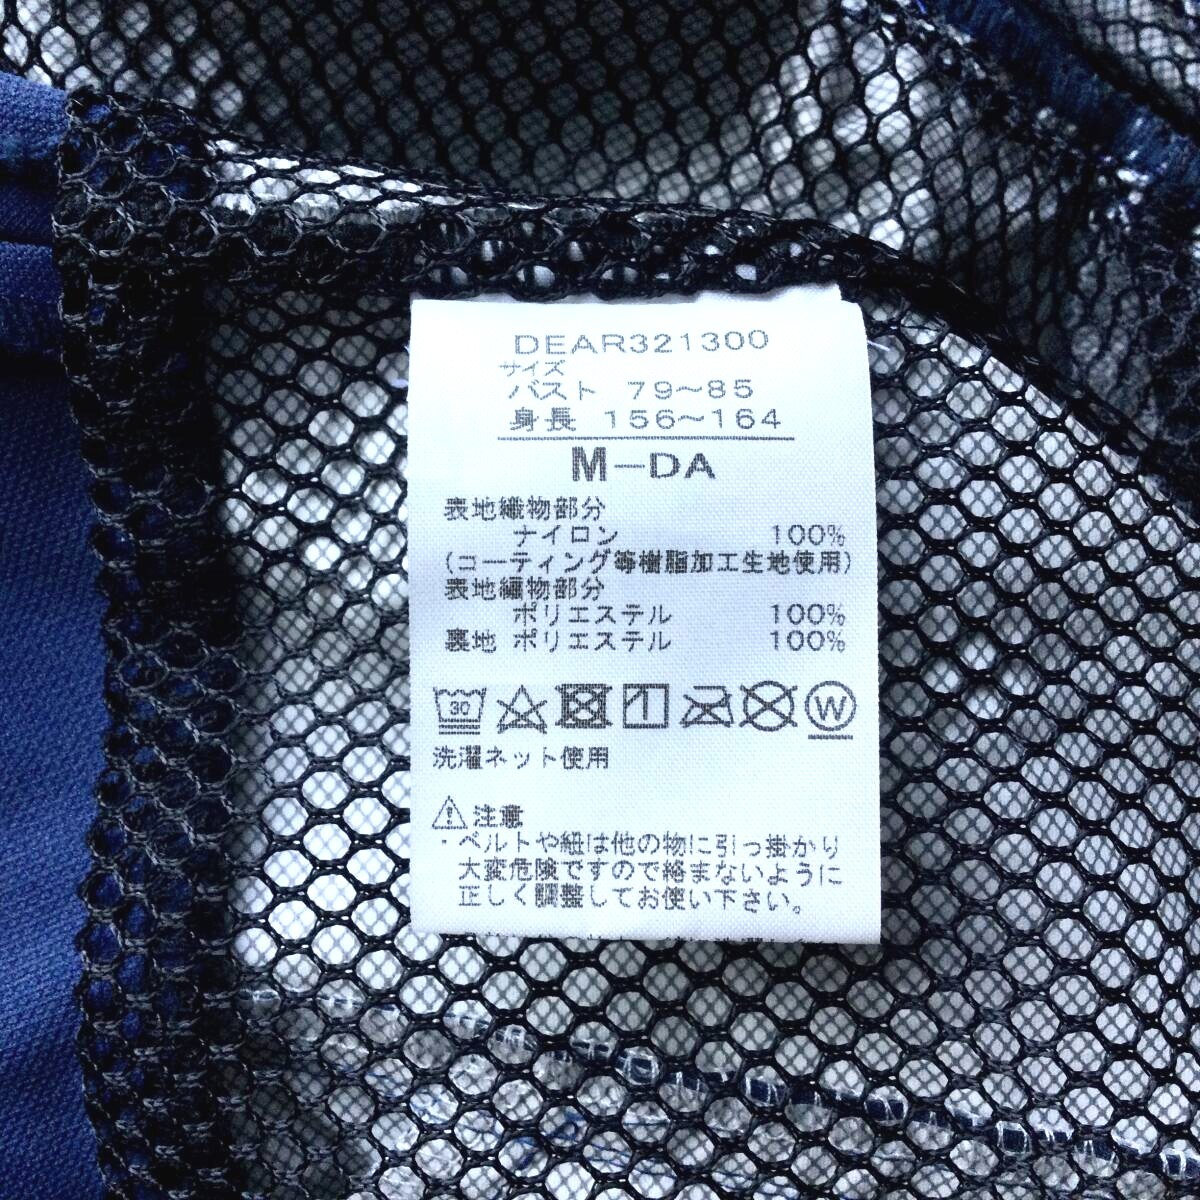 DEAR321300
サイズ
バスト 79～85
身長 156～164
M-DA
表地織物部分
ナイロン 100%
(コーティング等樹脂加工生地使用)
表地編物部分
ポリエステル 100%
裏地 ポリエステル 100%
30 W
洗濯ネット使用
注意
・ベルトや紐は他の物に引っ掛かり
大変危険ですので絡まないように
正しく調整してお使い下さい。